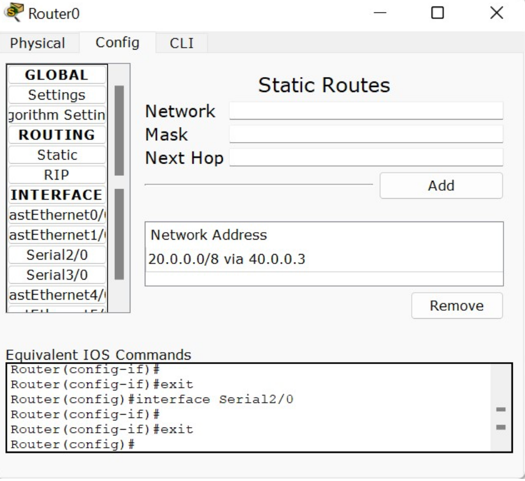 Router0
Physical Config CLI
GLOBAL
Settings
gorithm Settin
ROUTING
Static
RIP
INTERFACE
astEthernet0/
astEthernet1/
Serial2/0
Serial3/0
astEthernet4/
Static Routes
Network
Mask
Next Hop
Add
Network Address
20.0.0.0/8 via 40.0.0.3
Remove
Equivalent IOS Commands
Router(config-if)#
Router(config-if)#exit
Router(config)#interface Serial2/0
Router(config-if)#
Router(config-if)#exit
Router(config)#